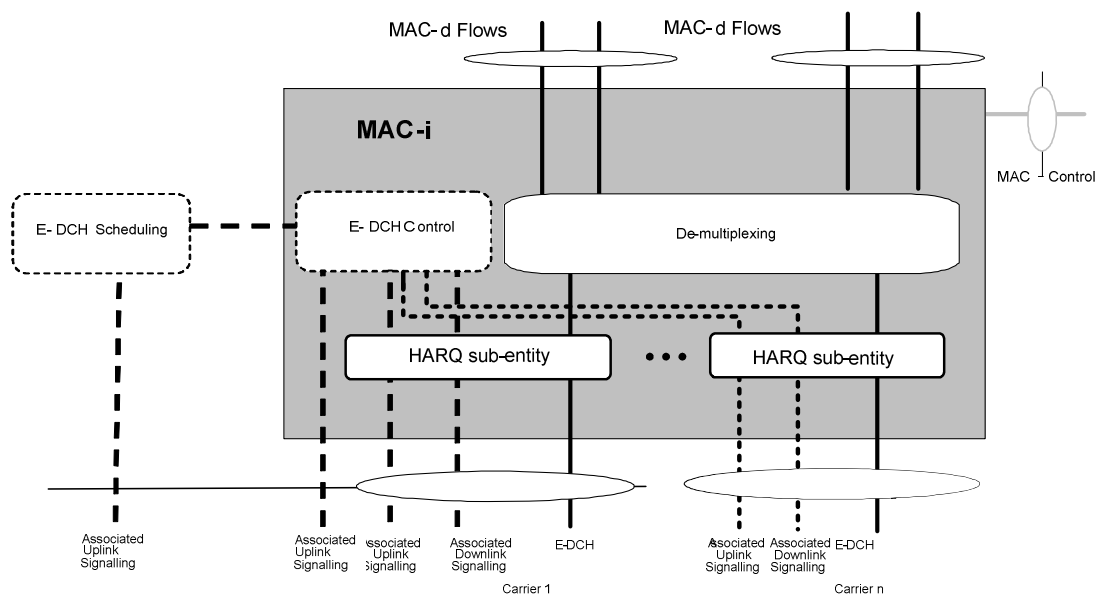 MAC-d Flows
MAC-d Flows
MAC-i
MAC - Control
E- DCH Scheduling
E- DCH Control
De-multiplexing
HARQ sub-entity
HARQ sub-entity
Associated
Uplink
Signalling
Associated
Uplink
Signalling
Associated
Uplink
Signalling
Associated
Downlink
Signalling
E-DCH
Associated
Uplink
Signalling
Associated
Downlink
Signalling
E-DCH
Carrier 1
Carrier n